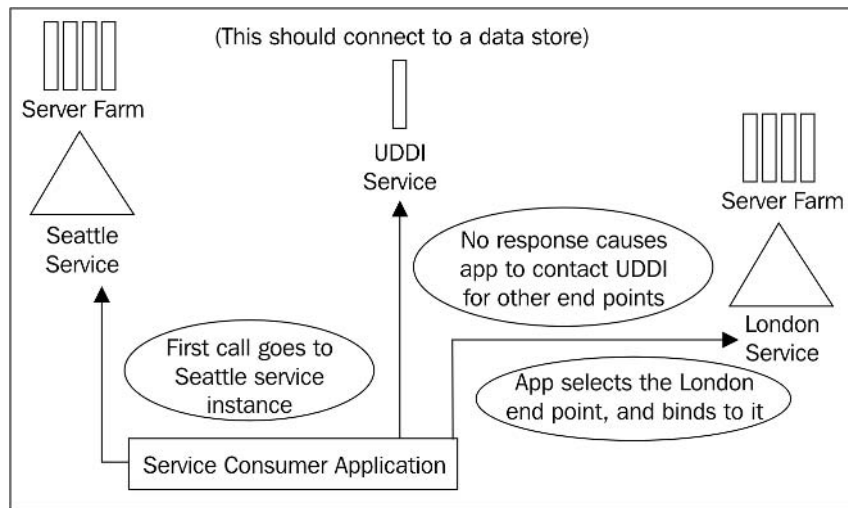 (This should connect to a data store)
Server Farm
Seattle
Service
UDDI
Service
Server Farm
London
Service
No response causes
app to contact UDDI
for other end points
First call goes to
Seattle service
instance
App selects the London
end point, and binds to it
Service Consumer Application